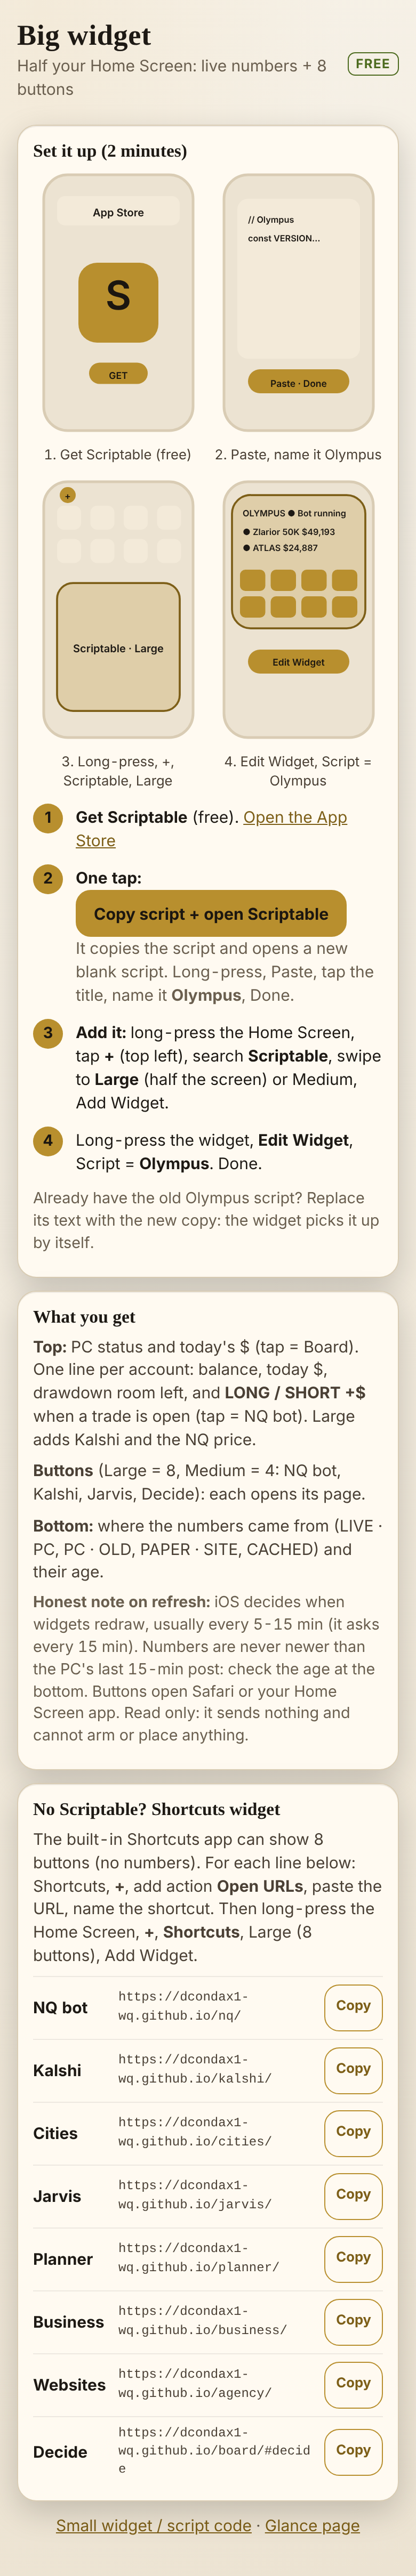 Big widget
Half your Home Screen: live numbers + 8
buttons
FREE
Set it up (2 minutes)
App Store
S
GET
// Olympus
const VERSION...
Paste · Done
1. Get Scriptable (free)
2. Paste, name it Olympus
+
Scriptable · Large
OLYMPUS ● Bot running
● Zlarior 50K $49,193
● ATLAS $24,887
Edit Widget
3. Long-press, +,
Scriptable, Large
4. Edit Widget, Script =
Olympus
1
Get Scriptable (free). Open the App
Store
2
One tap:
Copy script + open Scriptable
It copies the script and opens a new
blank script. Long-press, Paste, tap the
title, name it Olympus, Done.
3
Add it: long-press the Home Screen,
tap + (top left), search Scriptable, swipe
to Large (half the screen) or Medium,
Add Widget.
4
Long-press the widget, Edit Widget,
Script = Olympus. Done.
Already have the old Olympus script? Replace
its text with the new copy: the widget picks it up
by itself.
What you get
Top: PC status and today's $ (tap = Board).
One line per account: balance, today $,
drawdown room left, and LONG / SHORT +$
when a trade is open (tap = NQ bot). Large
adds Kalshi and the NQ price.
Buttons (Large = 8, Medium = 4: NQ bot,
Kalshi, Jarvis, Decide): each opens its page.
Bottom: where the numbers came from (LIVE ·
PC, PC · OLD, PAPER · SITE, CACHED) and
their age.
Honest note on refresh: iOS decides when
widgets redraw, usually every 5-15 min (it asks
every 15 min). Numbers are never newer than
the PC's last 15-min post: check the age at the
bottom. Buttons open Safari or your Home
Screen app. Read only: it sends nothing and
cannot arm or place anything.
No Scriptable? Shortcuts widget
The built-in Shortcuts app can show 8
buttons (no numbers). For each line below:
Shortcuts, +, add action Open URLs, paste the
URL, name the shortcut. Then long-press the
Home Screen, +, Shortcuts, Large (8
buttons), Add Widget.
NQ bot
https://dcondax1-
wq.github.io/nq/
Copy
Kalshi
https://dcondax1-
wq.github.io/kalshi/
Copy
Cities
https://dcondax1-
wq.github.io/cities/
Copy
Jarvis
https://dcondax1-
wq.github.io/jarvis/
Copy
Planner
https://dcondax1-
wq.github.io/planner/
Copy
Business
https://dcondax1-
wq.github.io/business/
Copy
Websites
https://dcondax1-
wq.github.io/agency/
Copy
Decide
https://dcondax1-
wq.github.io/board/#decid
e
Copy
Small widget / script code · Glance page